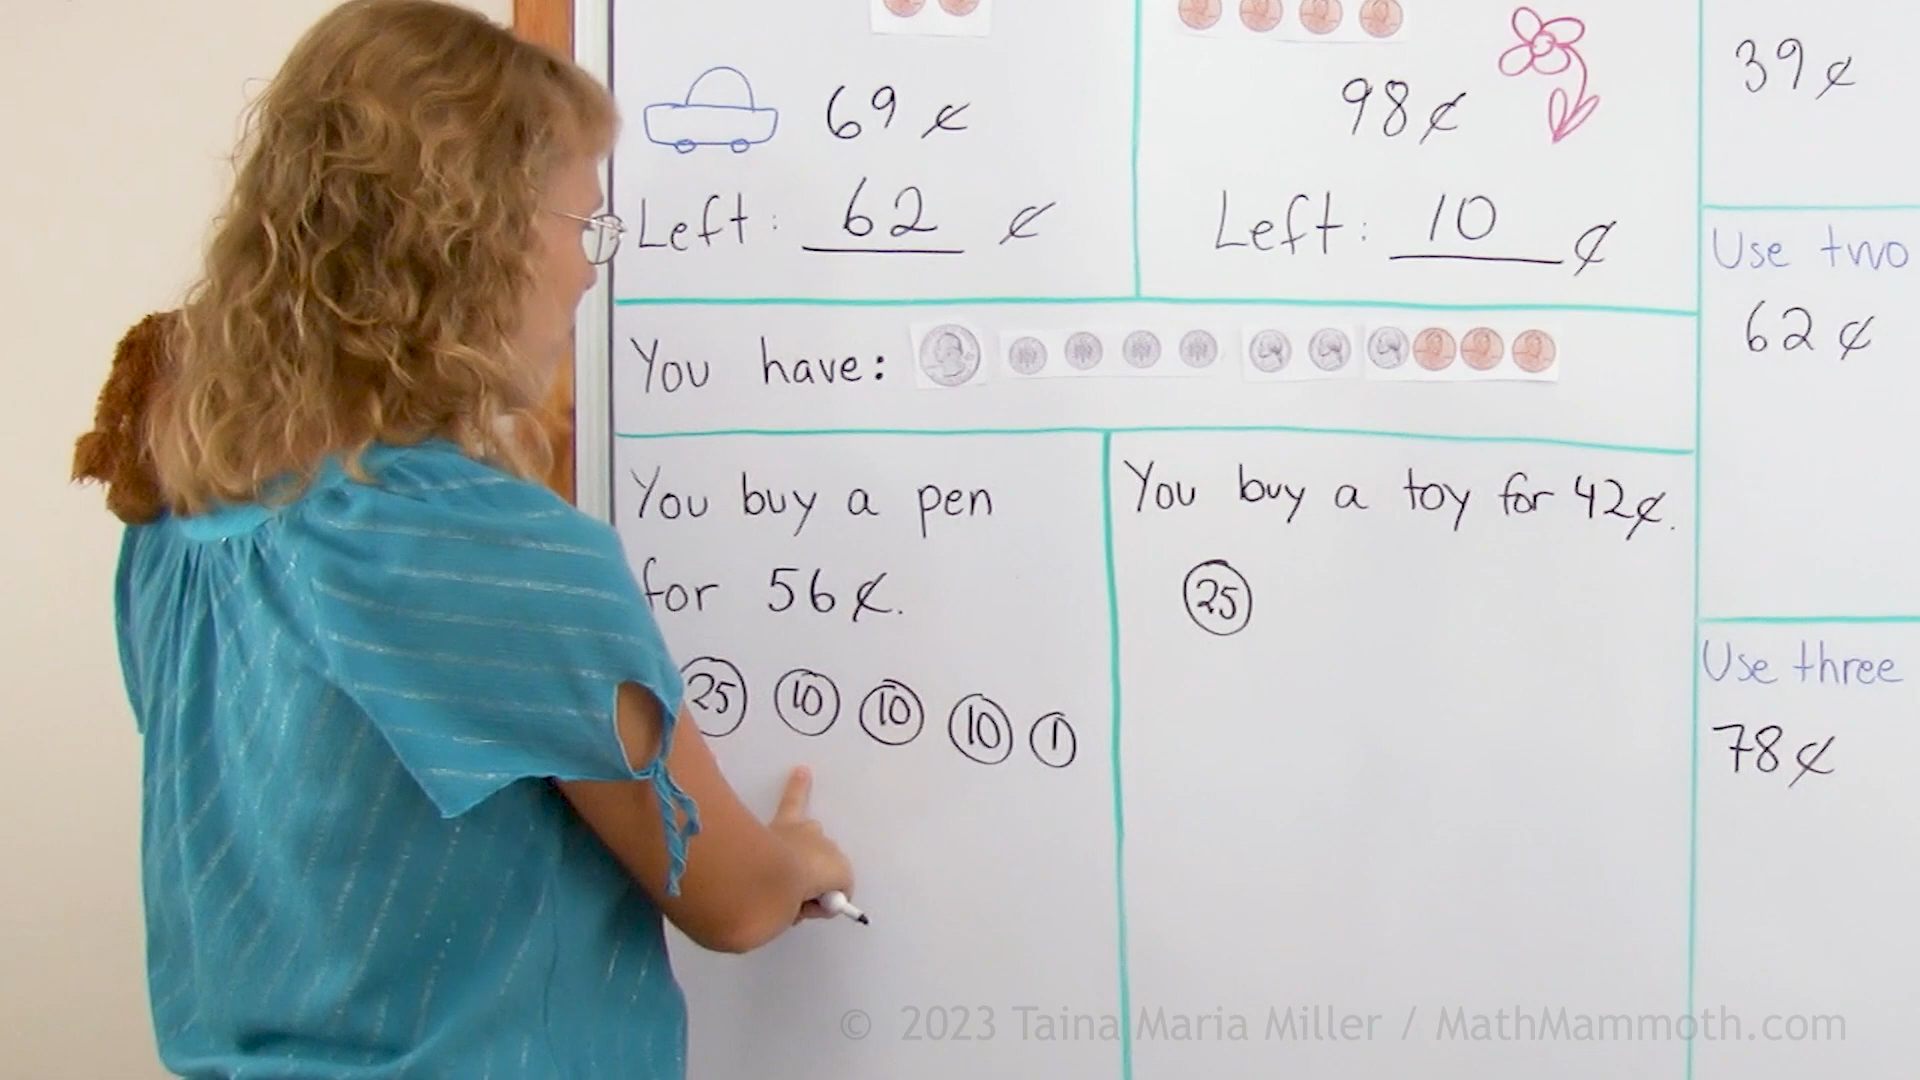 69¢
Left: 62 ¢
98¢
Left: 10 ¢
You have:
You buy a pen
for 56¢.
25 10 10 10 1
You buy a toy for 42¢.
25
39¢
Use two
62¢
Use three
78¢
© 2023 Taina Maria Miller / MathMammoth.com